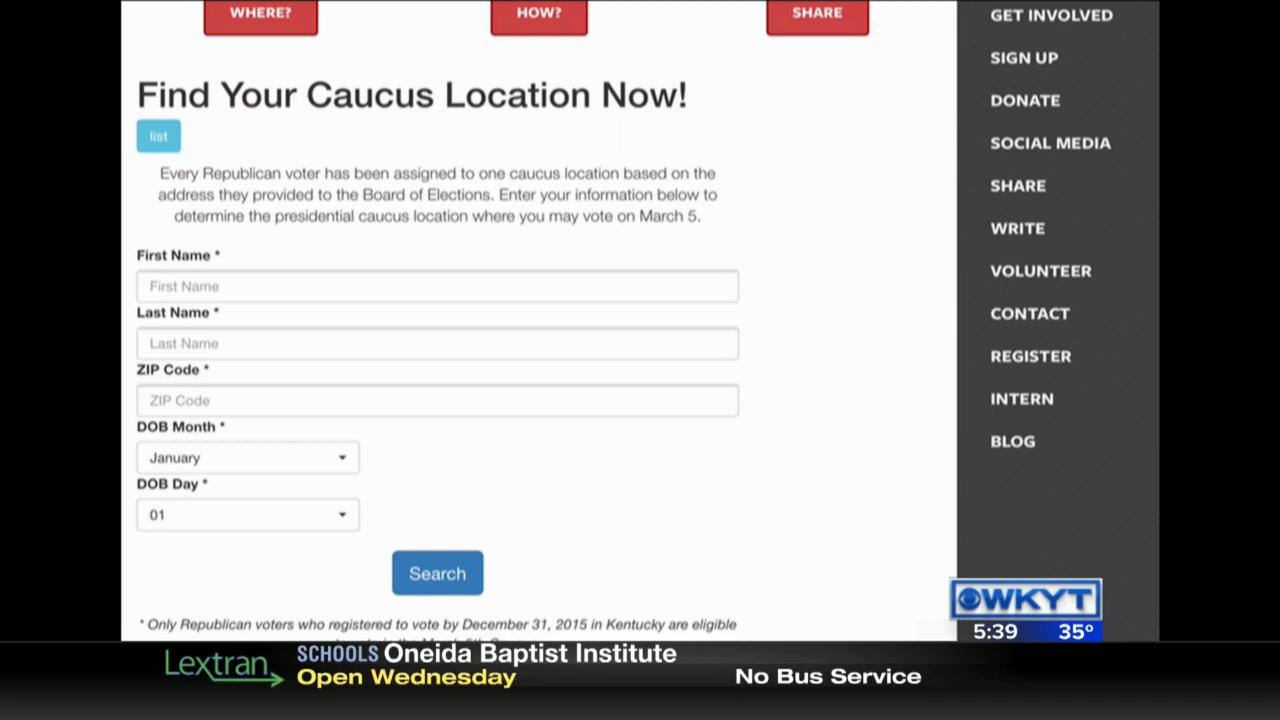 WHERE?
HOW?
SHARE
Find Your Caucus Location Now!
list
Every Republican voter has been assigned to one caucus location based on the
address they provided to the Board of Elections. Enter your information below to
determine the presidential caucus location where you may vote on March 5.
First Name *
First Name
Last Name *
Last Name
ZIP Code *
ZIP Code
DOB Month *
January
DOB Day *
01
Search
* Only Republican voters who registered to vote by December 31, 2015 in Kentucky are eligible
GET INVOLVED
SIGN UP
DONATE
SOCIAL MEDIA
SHARE
WRITE
VOLUNTEER
CONTACT
REGISTER
INTERN
BLOG
WKYT
5:39 35°
Lextran
SCHOOLS Oneida Baptist Institute
Open Wednesday No Bus Service